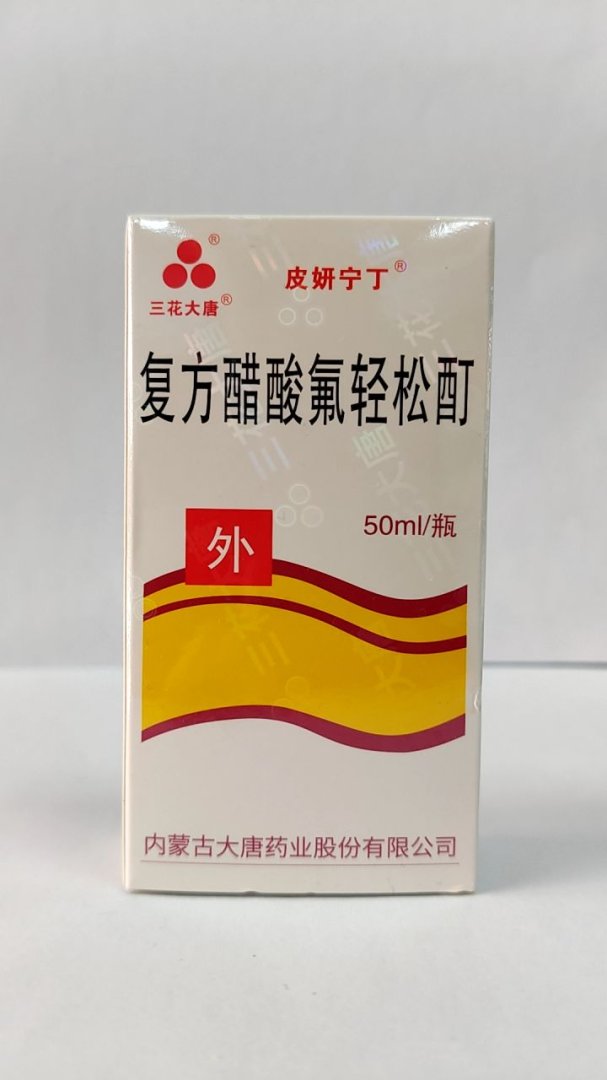 三花大唐®
皮妍宁丁®
复方醋酸氟轻松酊
外
50ml/瓶
内蒙古大唐药业股份有限公司